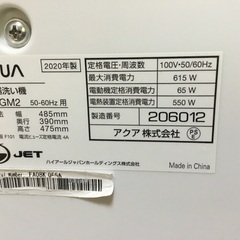 UA
洗い機
GM2 50-60Hz用
2020年製
幅 485mm
奥行 390mm
高さ 475mm
定格電圧・周波数 100V-50/60Hz
最大消費電力 615 W
電動機定格消費電力 65 W
電熱装置定格消費電力 550 W
製造番号 206012
アクア株式会社
PS E
JET
ハイアールジャパンホールディングス株式会社
Made in China